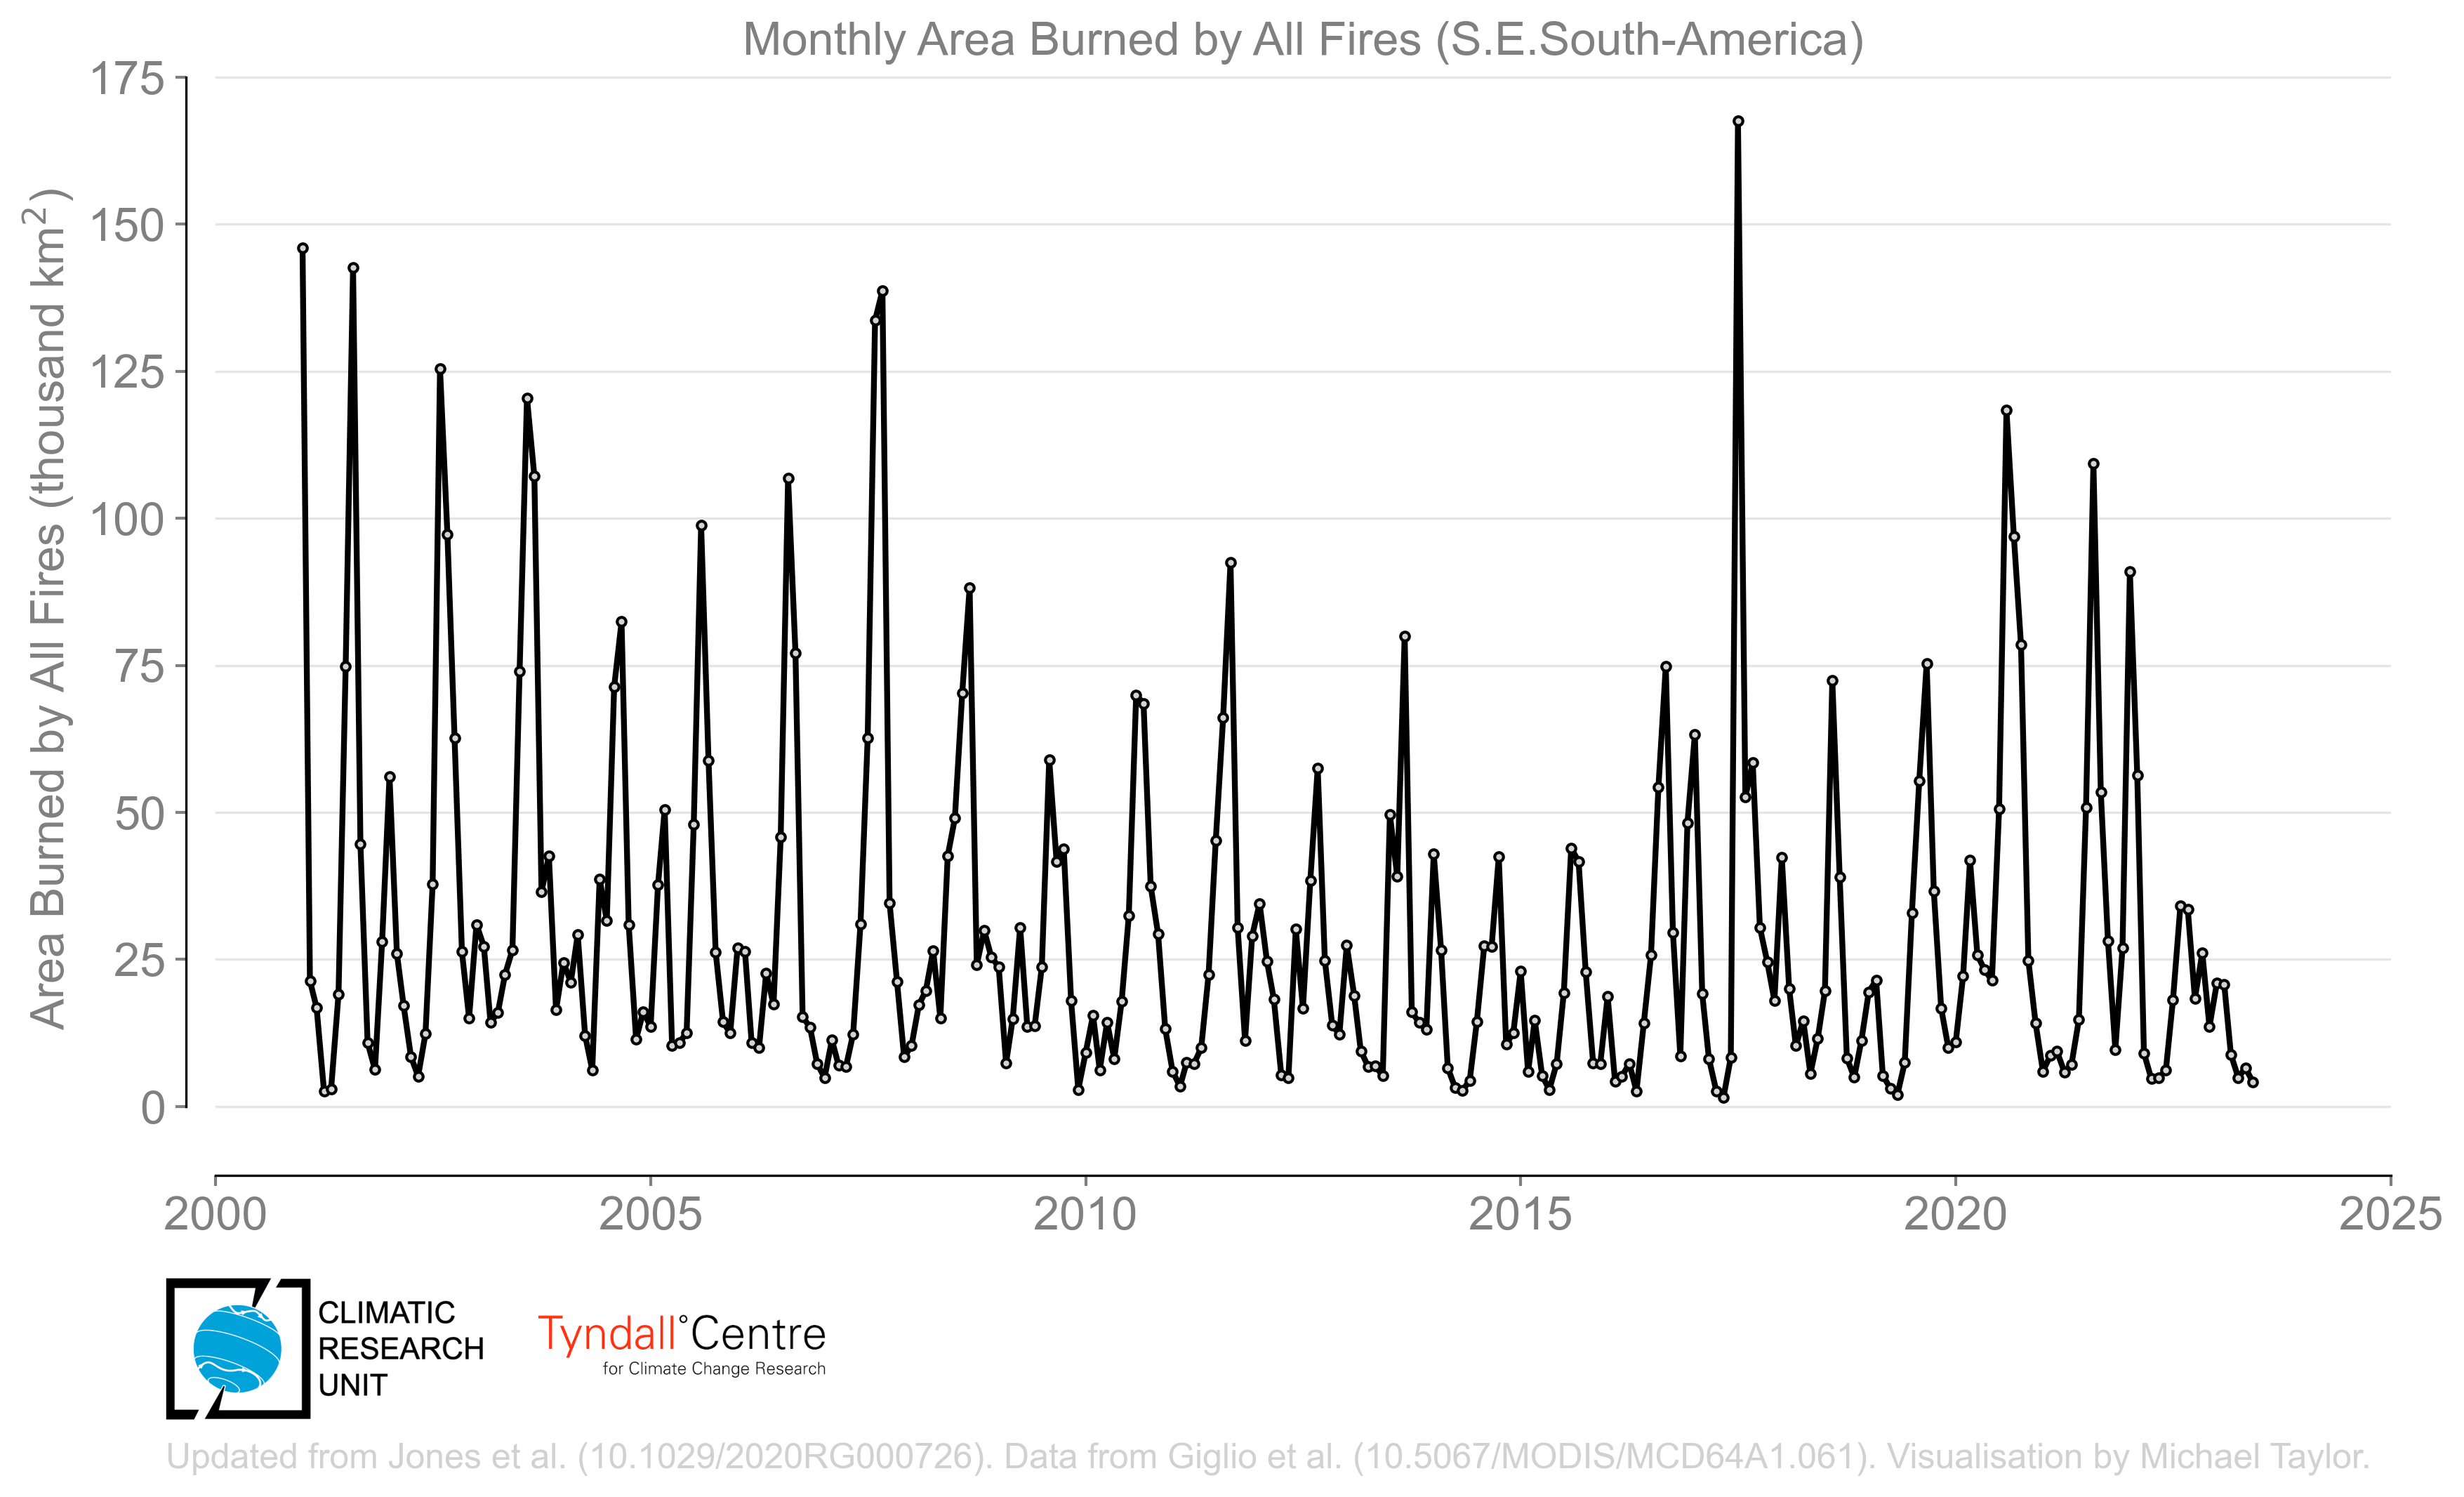 Monthly Area Burned by All Fires (S.E.South-America)
Area Burned by All Fires (thousand km²)
175
150
125
100
75
50
25
0
2000 2005 2010 2015 2020 2025
CLIMATIC
RESEARCH
UNIT
Tyndall°Centre
for Climate Change Research
Updated from Jones et al. (10.1029/2020RG000726). Data from Giglio et al. (10.5067/MODIS/MCD64A1.061). Visualisation by Michael Taylor.